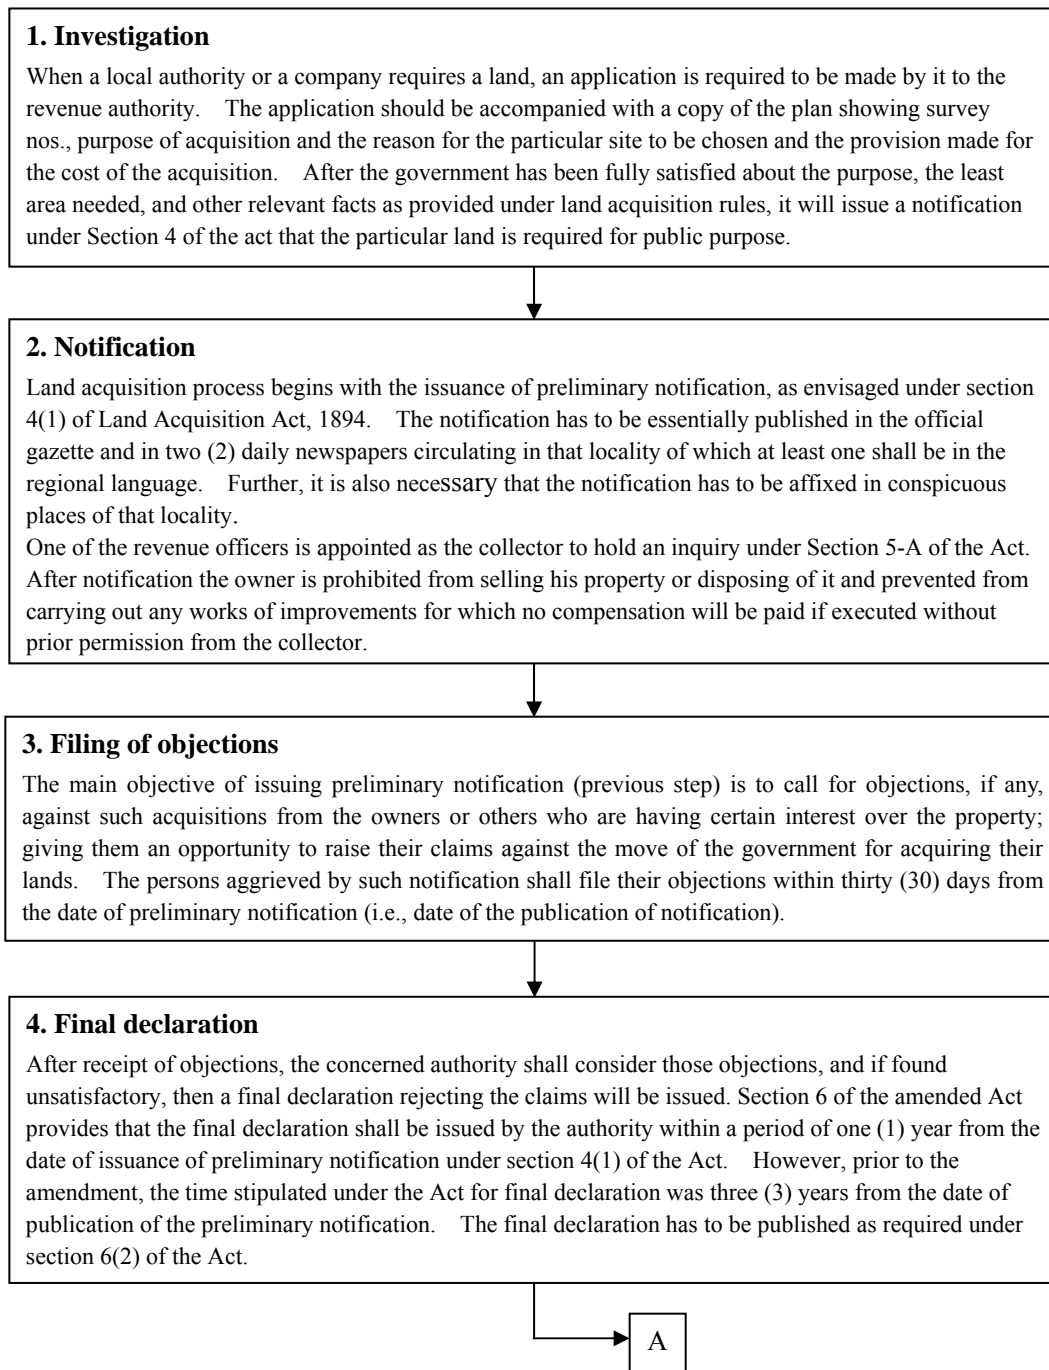 1. Investigation
When a local authority or a company requires a land, an application is required to be made by it to the
revenue authority. The application should be accompanied with a copy of the plan showing survey
nos., purpose of acquisition and the reason for the particular site to be chosen and the provision made for
the cost of the acquisition. After the government has been fully satisfied about the purpose, the least
area needed, and other relevant facts as provided under land acquisition rules, it will issue a notification
under Section 4 of the act that the particular land is required for public purpose.
2. Notification
Land acquisition process begins with the issuance of preliminary notification, as envisaged under section
4(1) of Land Acquisition Act, 1894. The notification has to be essentially published in the official
gazette and in two (2) daily newspapers circulating in that locality of which at least one shall be in the
regional language. Further, it is also necessary that the notification has to be affixed in conspicuous
places of that locality.
One of the revenue officers is appointed as the collector to hold an inquiry under Section 5-A of the Act.
After notification the owner is prohibited from selling his property or disposing of it and prevented from
carrying out any works of improvements for which no compensation will be paid if executed without
prior permission from the collector.
3. Filing of objections
The main objective of issuing preliminary notification (previous step) is to call for objections, if any,
against such acquisitions from the owners or others who are having certain interest over the property;
giving them an opportunity to raise their claims against the move of the government for acquiring their
lands. The persons aggrieved by such notification shall file their objections within thirty (30) days from
the date of preliminary notification (i.e., date of the publication of notification).
4. Final declaration
After receipt of objections, the concerned authority shall consider those objections, and if found
unsatisfactory, then a final declaration rejecting the claims will be issued. Section 6 of the amended Act
provides that the final declaration shall be issued by the authority within a period of one (1) year from the
date of issuance of preliminary notification under section 4(1) of the Act. However, prior to the
amendment, the time stipulated under the Act for final declaration was three (3) years from the date of
publication of the preliminary notification. The final declaration has to be published as required under
section 6(2) of the Act.
A